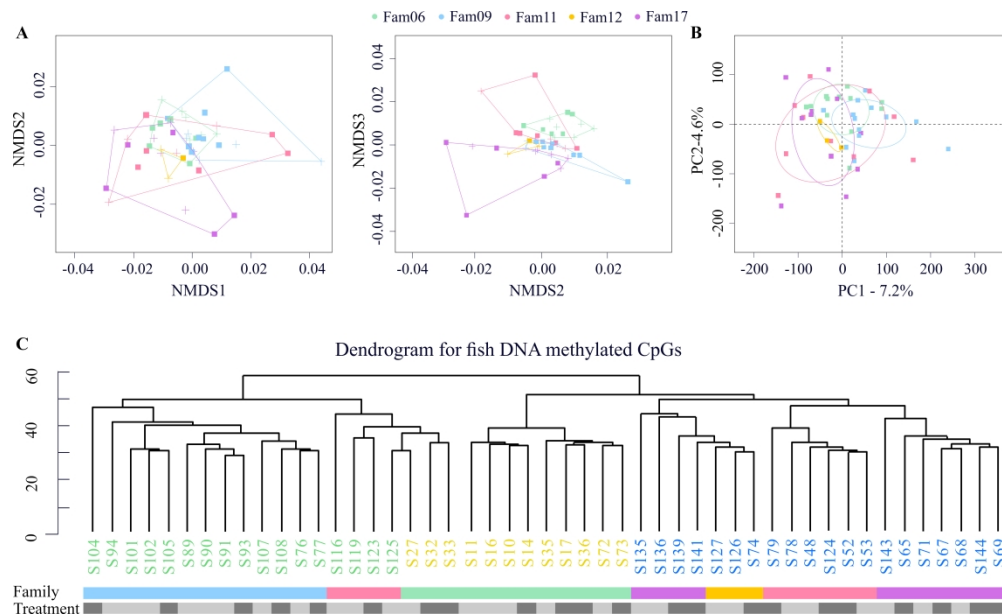 Fam06 Fam09 Fam11 Fam12 Fam17
A
NMDS2
0.02
0.00
-0.02
-0.04 -0.02 0.00 0.02 0.04
NMDS1
NMDS3
0.04
0.02
0.00
-0.02
-0.04
-0.04 -0.02 0.00 0.02
NMDS2
B
PC2-4.6%
100
0
-100
-200
-200 -100 0 100 200 300
PC1 - 7.2%
C
Dendrogram for fish DNA methylated CpGs
60
40
20
0
S104 S94 S101 S102 S105 S89 S90 S91 S93 S107 S108 S76 S77 S116 S119 S123 S125 S27 S32 S33 S11 S16 S10 S14 S35 S17 S36 S72 S73 S135 S136 S139 S141 S127 S126 S74 S79 S78 S48 S124 S52 S53 S143 S65 S71 S67 S68 S144 S69
Family
Treatment